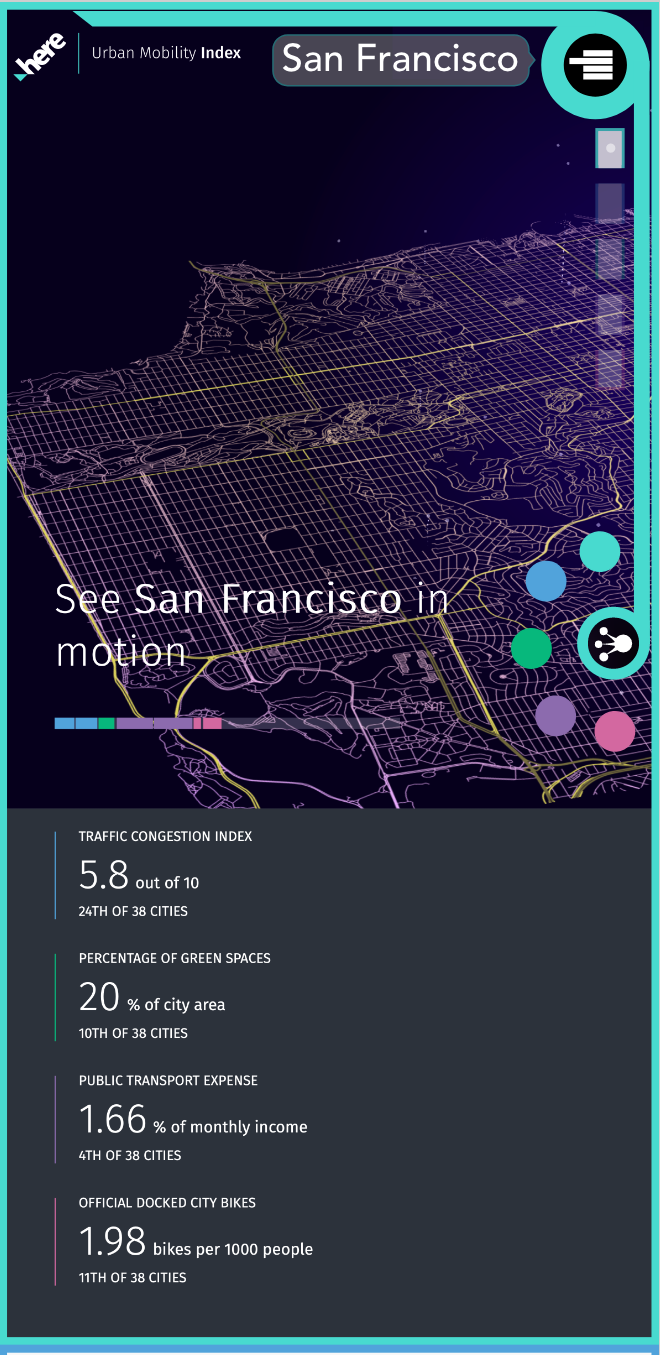 here
Urban Mobility Index
San Francisco
See San Francisco in
motion
TRAFFIC CONGESTION INDEX
5.8 out of 10
24TH OF 38 CITIES
PERCENTAGE OF GREEN SPACES
20 % of city area
10TH OF 38 CITIES
PUBLIC TRANSPORT EXPENSE
1.66 % of monthly income
4TH OF 38 CITIES
OFFICIAL DOCKED CITY BIKES
1.98 bikes per 1000 people
11TH OF 38 CITIES